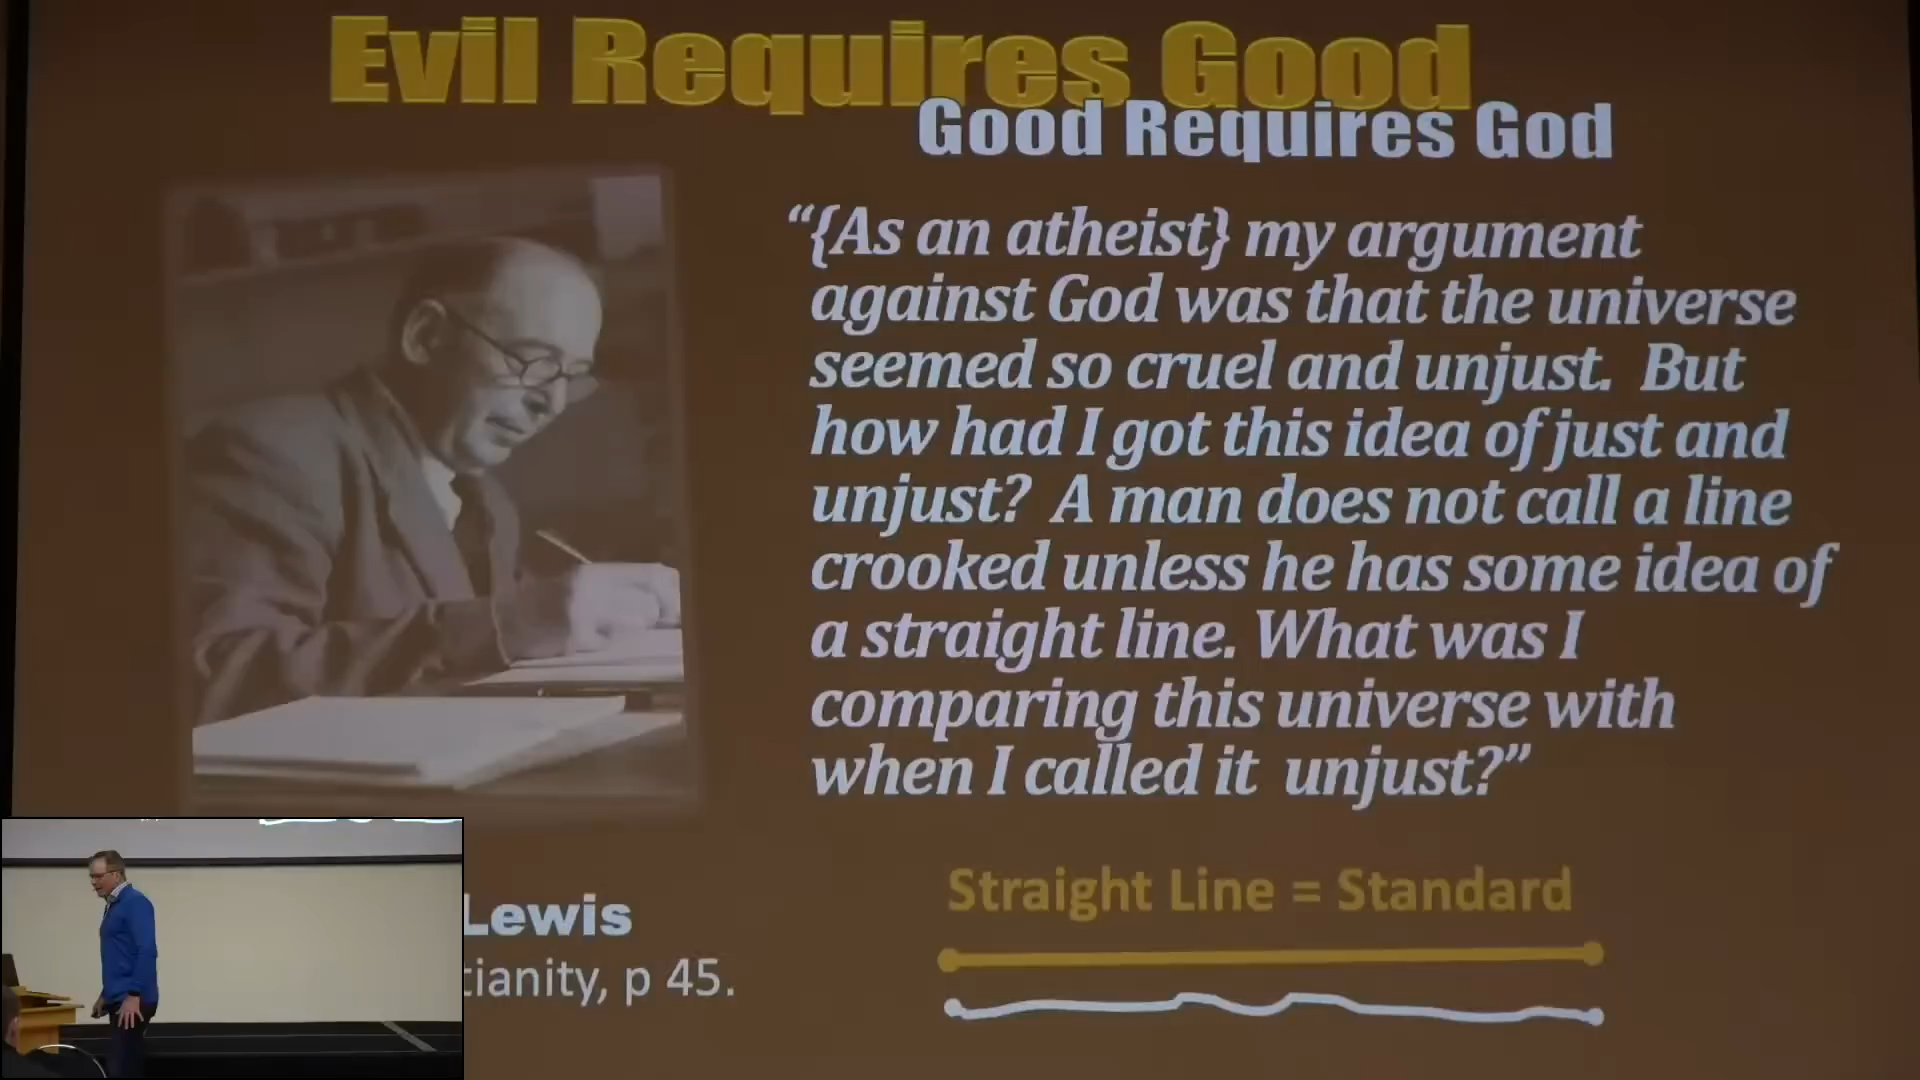 Evil Requires Good
Good Requires God
“{As an atheist} my argument
against God was that the universe
seemed so cruel and unjust. But
how had I got this idea of just and
unjust? A man does not call a line
crooked unless he has some idea of
a straight line. What was I
comparing this universe with
when I called it unjust?”
Lewis
tianity, p 45.
Straight Line = Standard